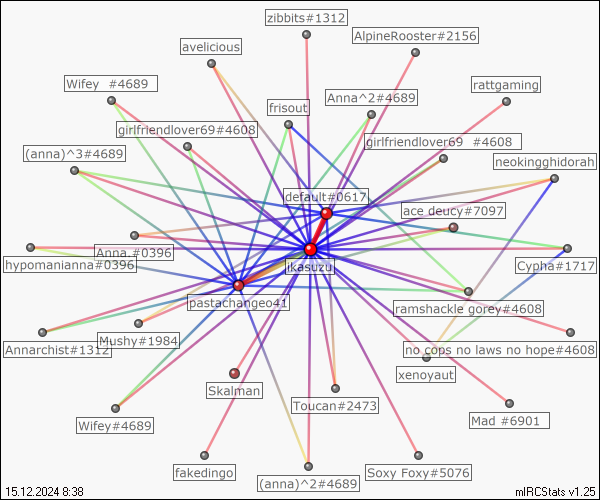 zibbits#1312
AlpineRooster#2156
avelicious
Wifey  #4689
rattgaming
frisout
Anna^2#4689
girlfriendlover69#4608
girlfriendlover69  #4608
(anna)^3#4689
neokingghidorah
default#0617
ace deucy#7097
Anna.#0396
hypomanianna#0396
ikasuzu
Cypha#1717
pastachangeo41
ramshackle gorey#4608
Annarchist#1312
Mushy#1984
no cops no laws no hope#4608
xenoyaut
Skalman
Toucan#2473
Wifey#4689
Mad #6901
fakedingo
(anna)^2#4689
Soxy Foxy#5076
15.12.2024 8:38
mIRCStats v1.25